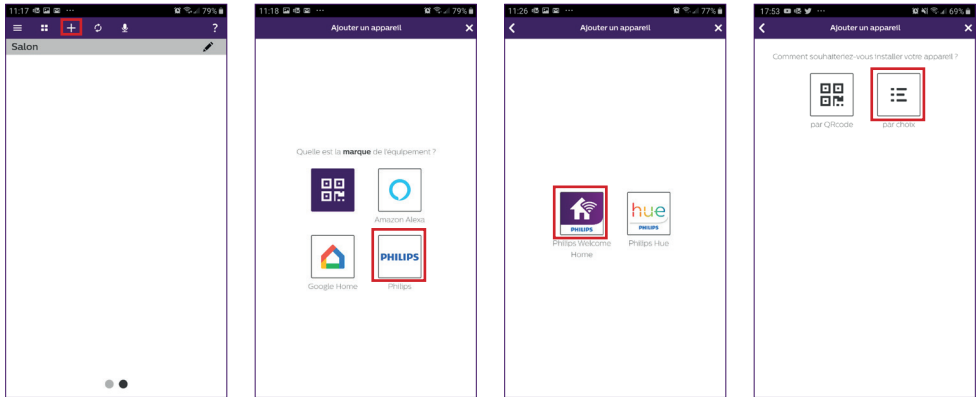 11:17 79%
?
Salon
11:18 79%
Ajouter un appareil
Quelle est la marque de l'équipement ?
Amazon Alexa
PHILIPS
Google Home
Philips
11:26 77%
Ajouter un appareil
PHILIPS
hue
PHILIPS
Philips Welcome
Home
Philips Hue
17:53 69%
Ajouter un appareil
Comment souhaitenez-vous installer votre appareil ?
par QRcode
par choix